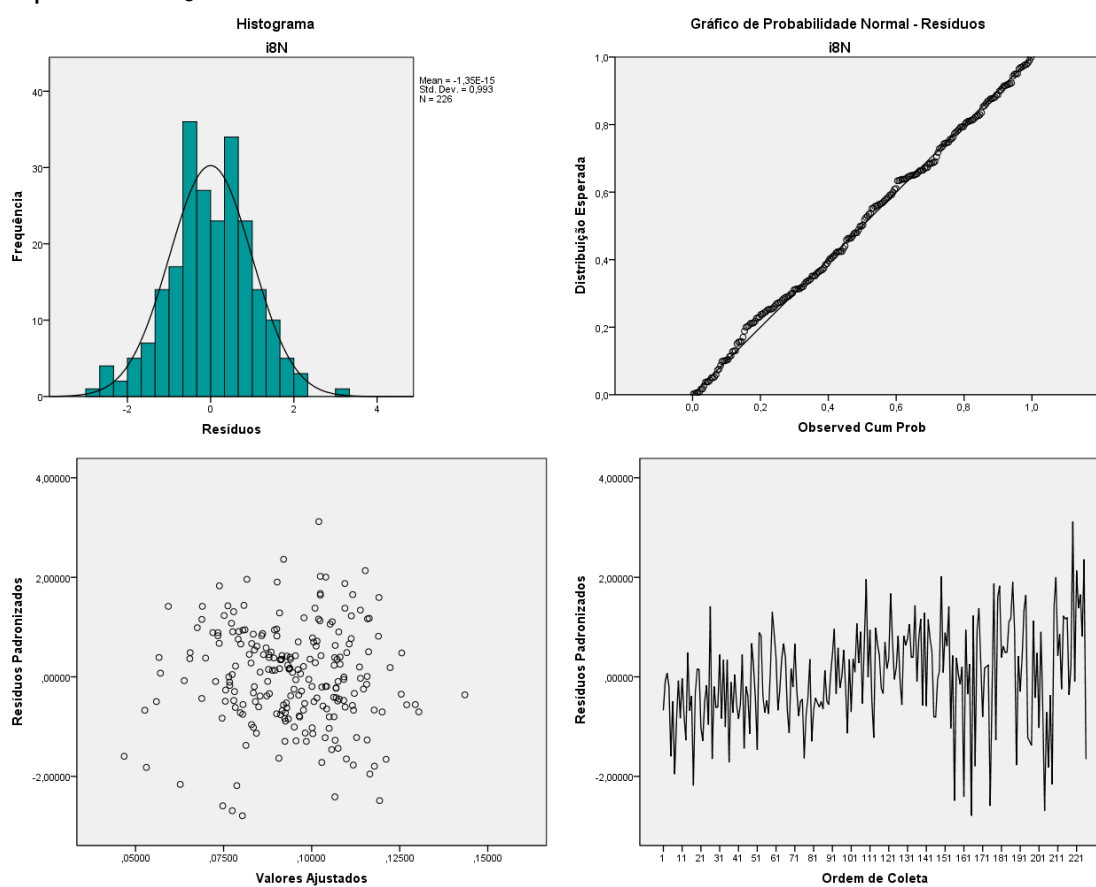 Histograma
i8N
Mean = -1,35E-15
Std. Dev. = 0,993
N = 226
40
30
20
10
0
Frequência
-2
0
2
4
Resíduos
Gráfico de Probabilidade Normal - Resíduos
i8N
1,0
0,8
0,6
0,4
0,2
0,0
Distribuição Esperada
0,0
0,2
0,4
0,6
0,8
1,0
Observed Cum Prob
4,00000
2,00000
,00000
-2,00000
Resíduos Padronizados
,05000
,07500
,10000
,12500
,15000
Valores Ajustados
4,00000
2,00000
,00000
-2,00000
Resíduos Padronizados
1 11 21 31 41 51 61 71 81 91 101 111 121 131 141 151 161 171 181 191 201 211 221
Ordem de Coleta